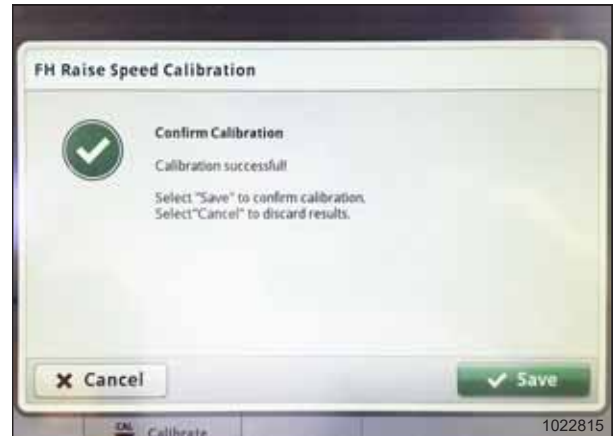 FH Raise Speed Calibration
Confirm Calibration
Calibration successful!
Select "Save" to confirm calibration.
Select"Cancel" to discard results.
Cancel
Save
CAL Calibrate
1022815